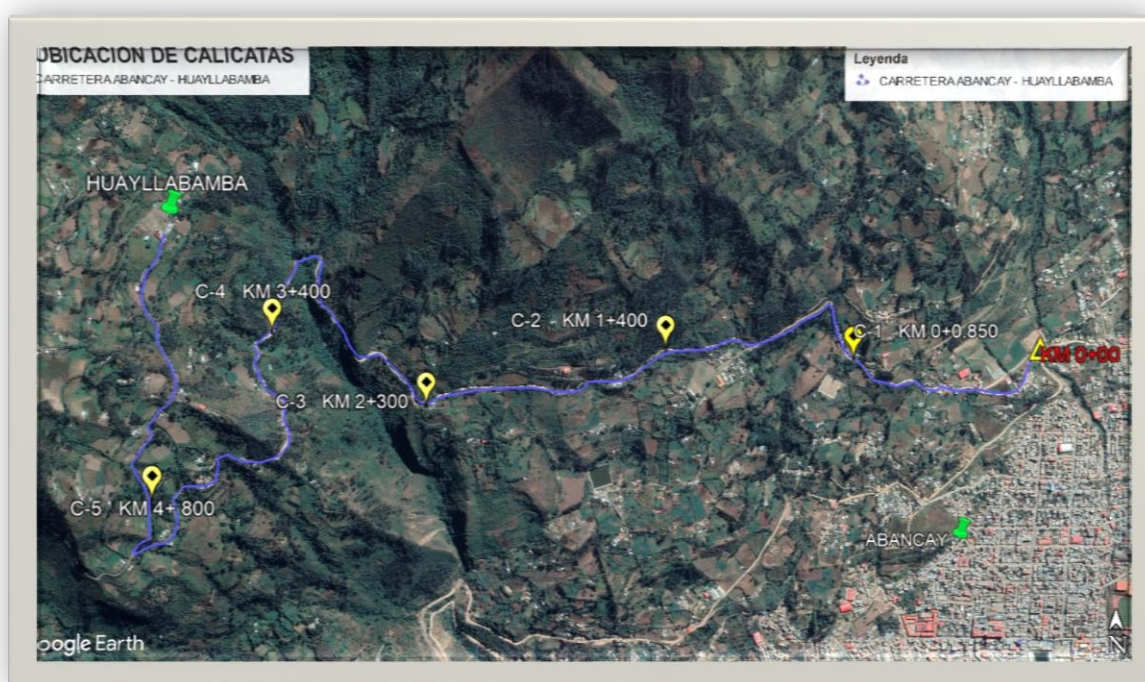 UBICACION DE CALICATAS
CARRETERA ABANCAY - HUAYLLABAMBA
Leyenda
CARRETERA ABANCAY - HUAYLLABAMBA
HUAYLLABAMBA
C-4 KM 3+400
C-2 - KM 1+400
C-1 - KM 0+0.850
KM 0+00
C-3 KM 2+300
C-5 ' KM 4+ 800
ABANCAY
oogle Earth
N